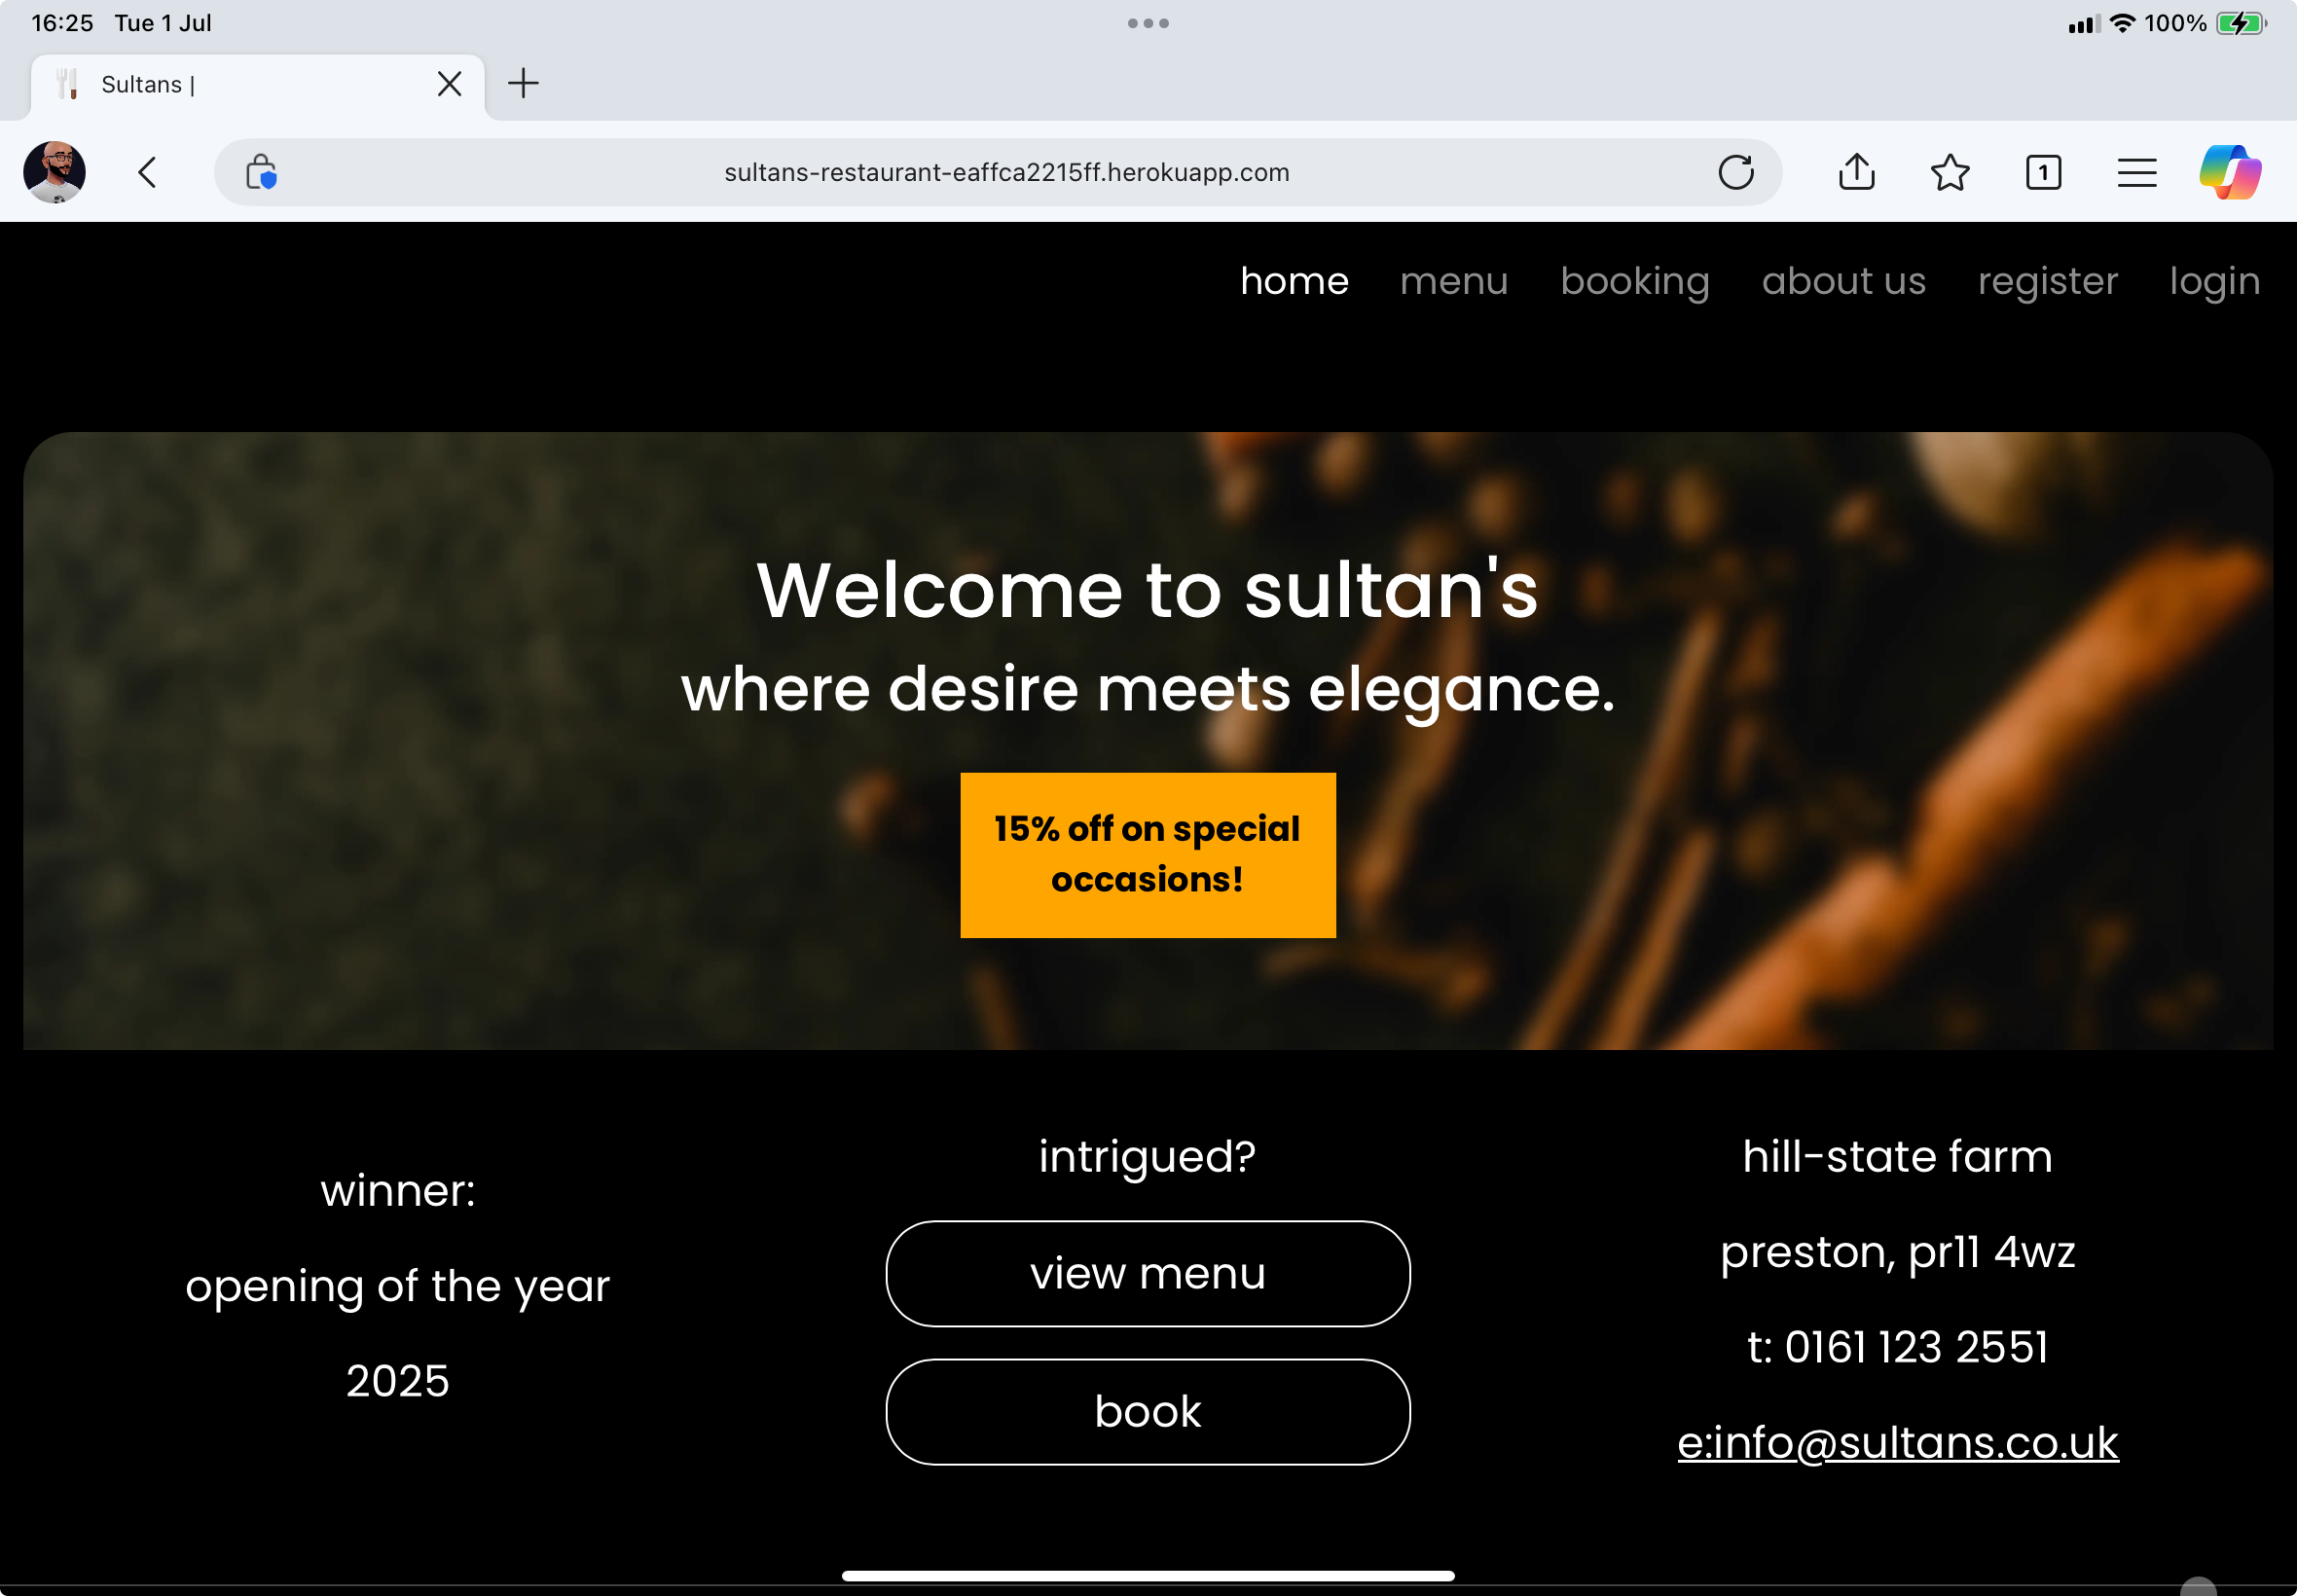 16:25 Tue 1 Jul
100%
Sultans |
sultans-restaurant-eaffca2215ff.herokuapp.com
1
home menu booking about us register login
Welcome to sultan's
where desire meets elegance.
15% off on special
occasions!
winner:
opening of the year
2025
intrigued?
view menu
book
hill-state farm
preston, pr11 4wz
t: 0161 123 2551
e:info@sultans.co.uk